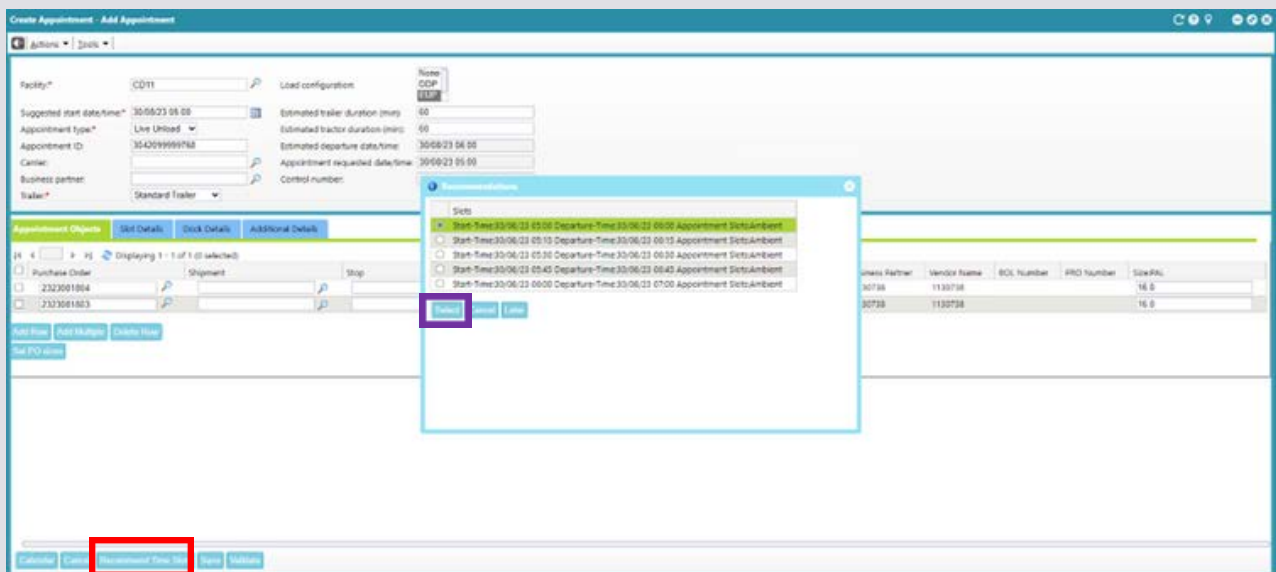 Create Appointment - Add Appointment
Actions Tools
Facility:* CD11 Load configuration: None
ODP
EUP
Suggested start date/time:* 30/08/23 05:00 Estimated trailer duration (min): 60
Appointment type:* Live Unload Estimated tractor duration (min): 60
Appointment ID: Estimated departure date/time: 30/08/23 06:00
Carrier: Appointment requested date/time: 30/08/23 05:00
Business partner: Control number:
Trailer:* Standard Trailer
Recommendations
Slots
Start-Time:30/08/23 05:00 Departure-Time:30/08/23 06:00 Appointment Slots:Ambient
Start-Time:30/08/23 05:15 Departure-Time:30/08/23 06:15 Appointment Slots:Ambient
Start-Time:30/08/23 05:30 Departure-Time:30/08/23 06:30 Appointment Slots:Ambient
Start-Time:30/08/23 05:45 Departure-Time:30/08/23 06:45 Appointment Slots:Ambient
Start-Time:30/08/23 06:00 Departure-Time:30/08/23 07:00 Appointment Slots:Ambient
Select Cancel Later
Appointment Objects Slot Details Dock Details Additional Details
Displaying 1 - 1 of 1 (0 selected)
Purchase Order Shipment Stop Partner Vendor Name BOL Number PRO Number Size:PAL
2323081804 1130738 16.0
2323081803 1130738 16.0
Add Row Add Multiple Delete Row
Set PO sizes
Calendar Cancel Recommend Time Save Validate